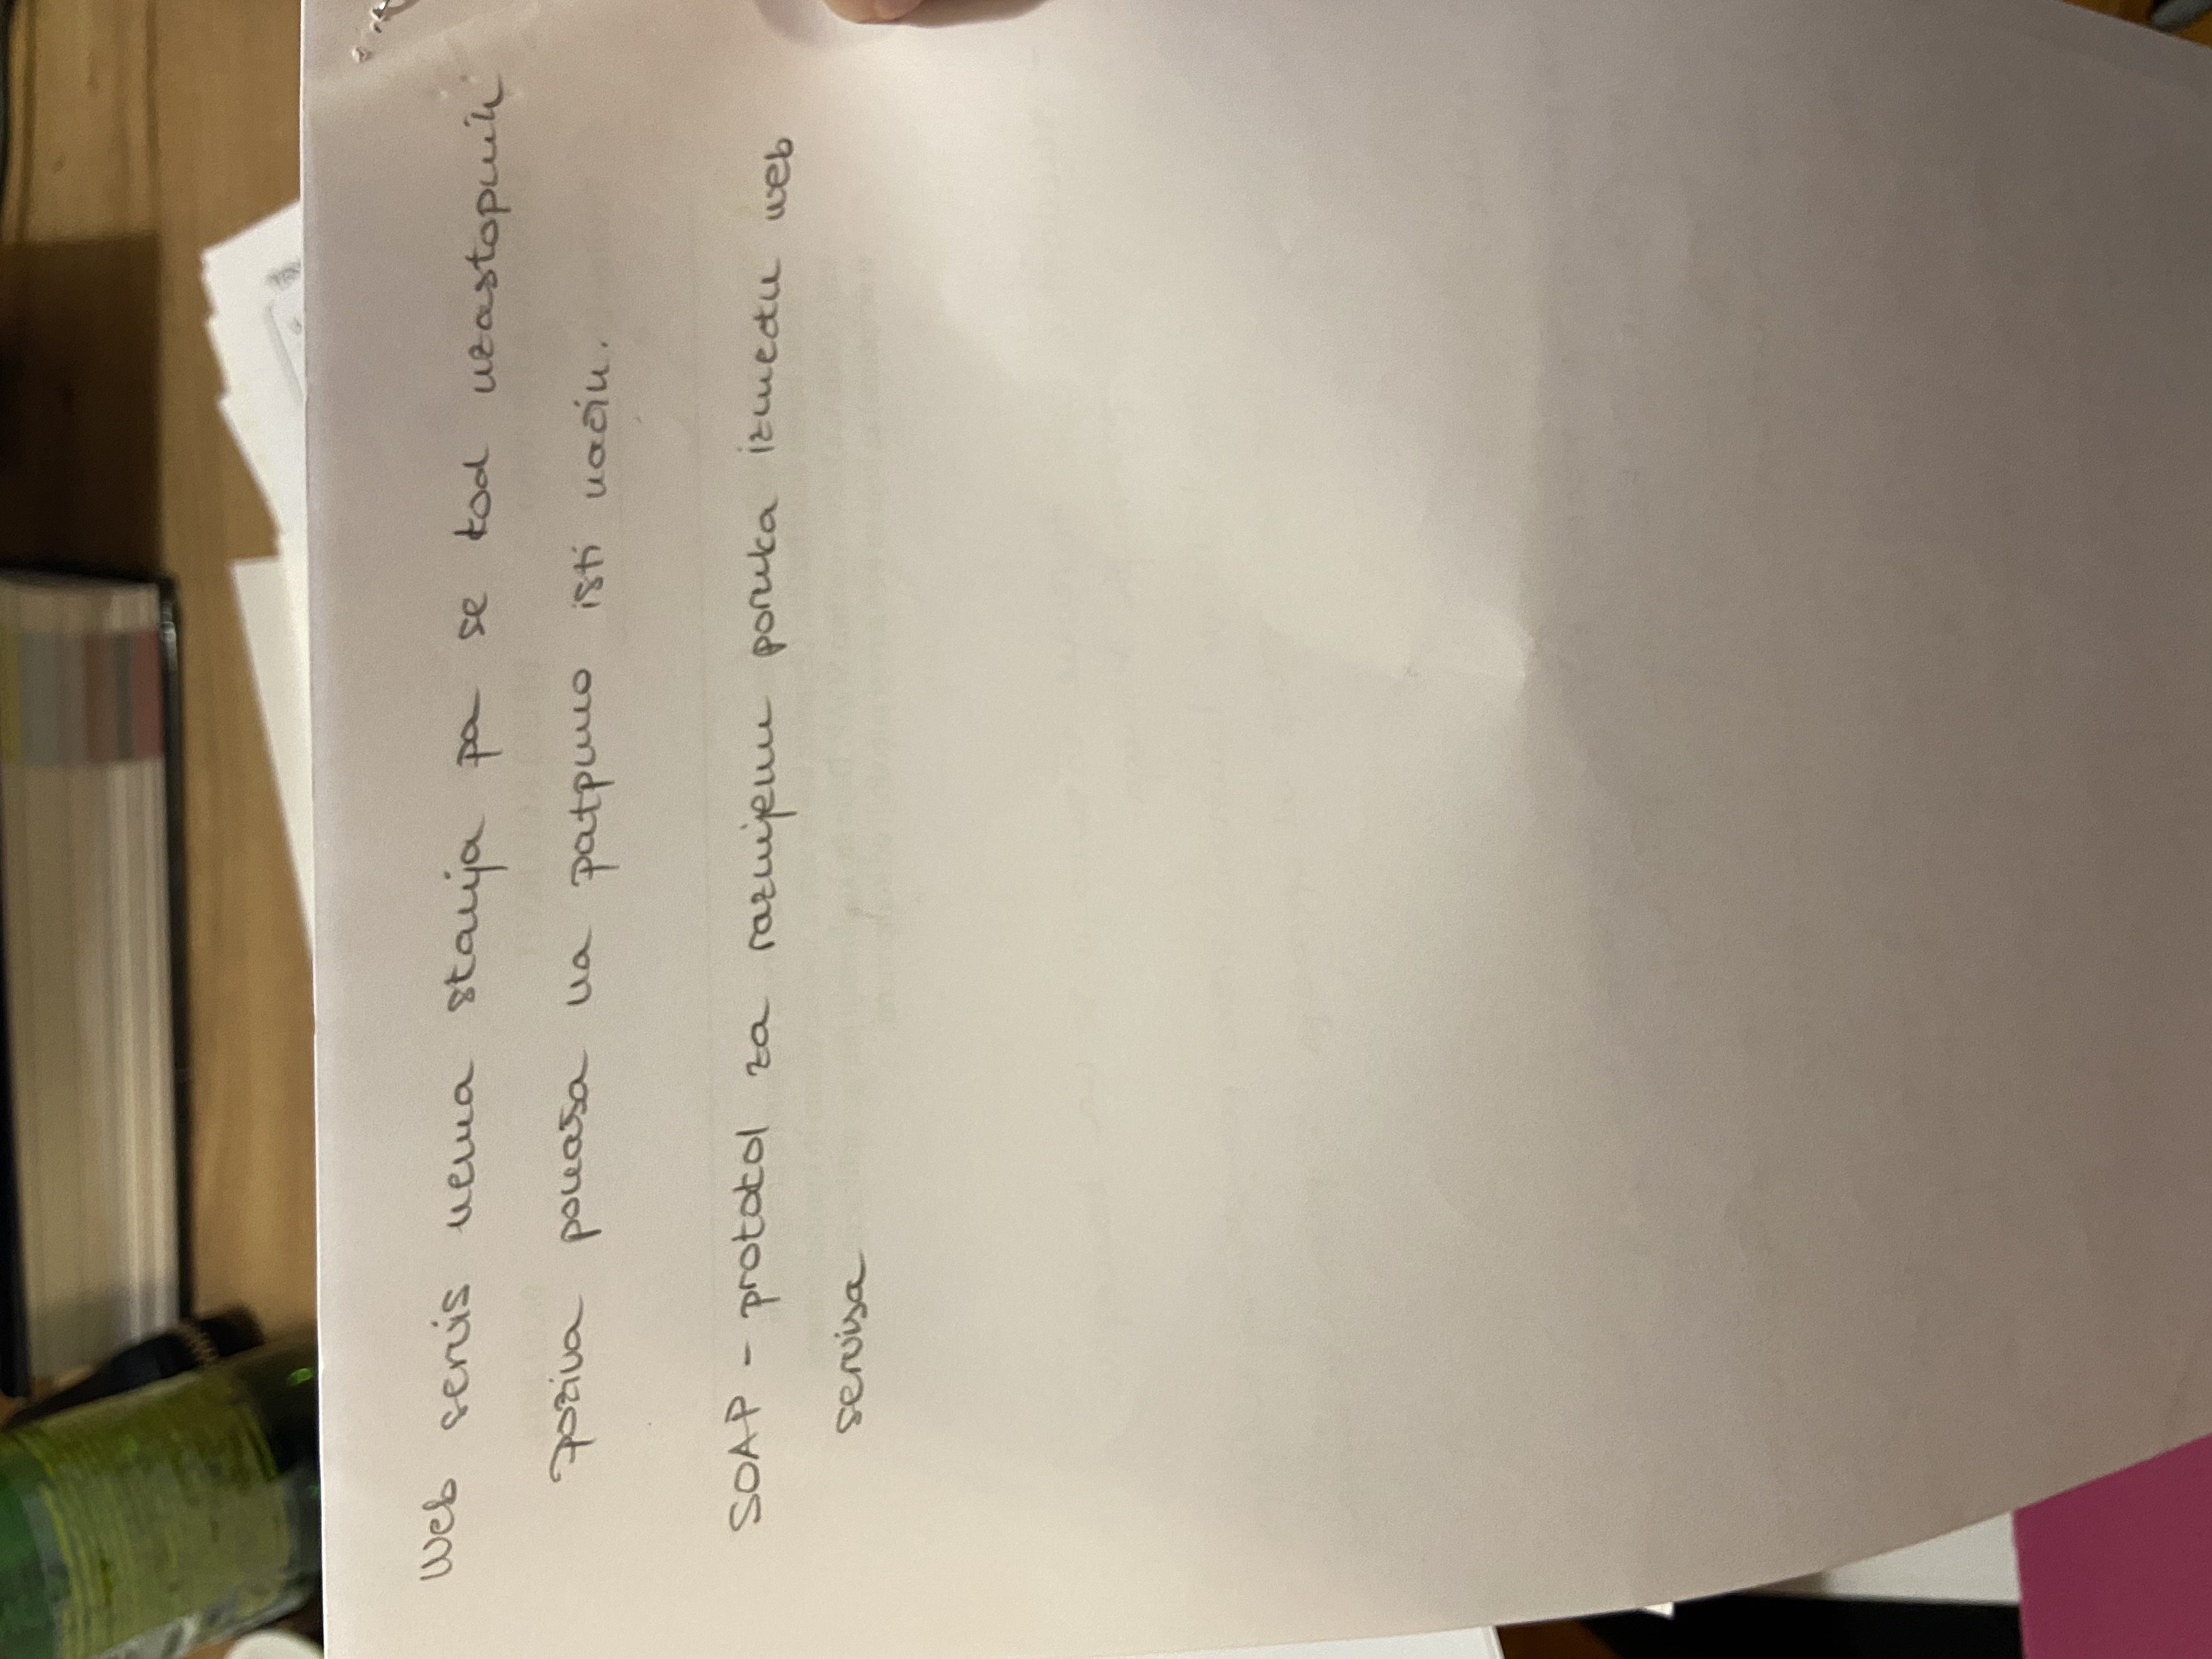 Web servis nema stanja pa se kod uzastopnih
poziva ponaša na patpuno isti način.
SOAP - protokol za razmjenu poruka između web
servisa